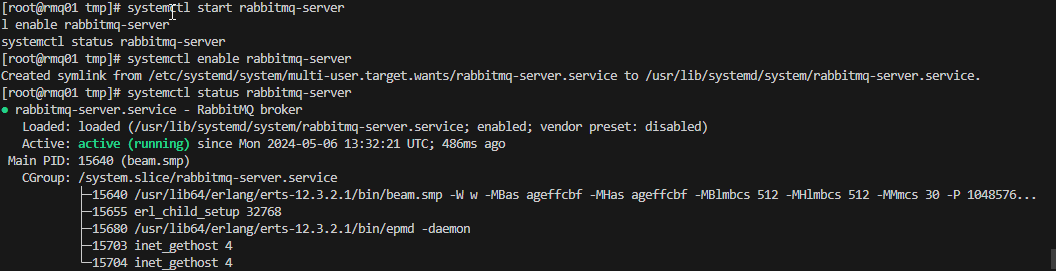 [root@rmq01 tmp]# systemctl start rabbitmq-server
l enable rabbitmq-server
systemctl status rabbitmq-server
[root@rmq01 tmp]# systemctl enable rabbitmq-server
Created symlink from /etc/systemd/system/multi-user.target.wants/rabbitmq-server.service to /usr/lib/systemd/system/rabbitmq-server.service.
[root@rmq01 tmp]# systemctl status rabbitmq-server
● rabbitmq-server.service - RabbitMQ broker
   Loaded: loaded (/usr/lib/systemd/system/rabbitmq-server.service; enabled; vendor preset: disabled)
   Active: active (running) since Mon 2024-05-06 13:32:21 UTC; 486ms ago
 Main PID: 15640 (beam.smp)
   CGroup: /system.slice/rabbitmq-server.service
           ├─15640 /usr/lib64/erlang/erts-12.3.2.1/bin/beam.smp -W w -MBas ageffcbf -MHas ageffcbf -MBlmbcs 512 -MHlmbcs 512 -MMmcs 30 -P 1048576...
           ├─15655 erl_child_setup 32768
           ├─15680 /usr/lib64/erlang/erts-12.3.2.1/bin/epmd -daemon
           ├─15703 inet_gethost 4
           └─15704 inet_gethost 4